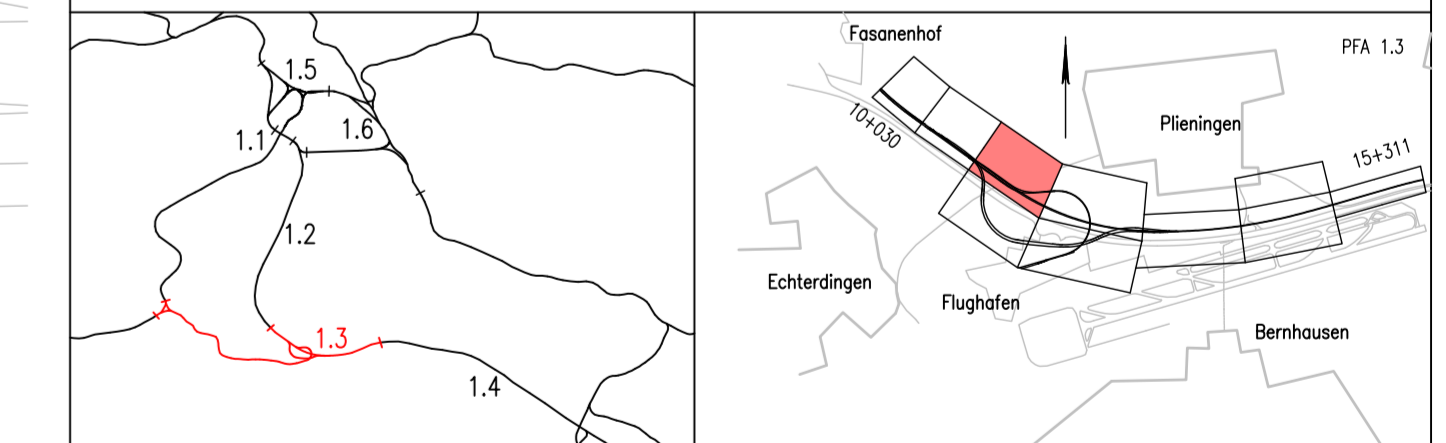 1.5
1.1
1.6
1.2
1.3
1.4
Fasanenhof
PFA 1.3
10+030
Plieningen
15+311
Echterdingen
Flughafen
Bernhausen